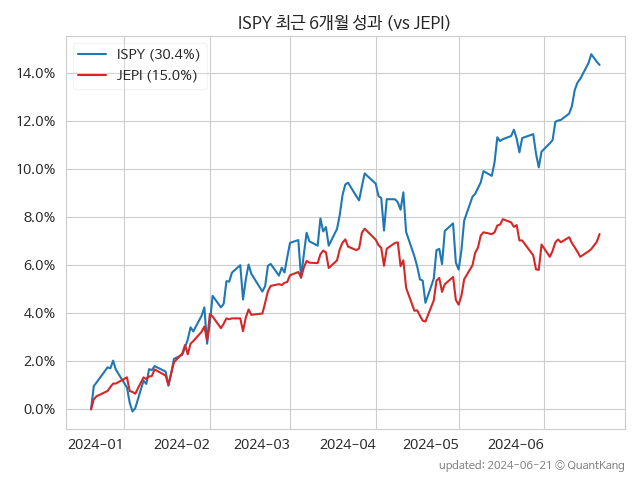 ISPY 최근 6개월 성과 (vs JEPI)
ISPY (30.4%)
JEPI (15.0%)
14.0%
12.0%
10.0%
8.0%
6.0%
4.0%
2.0%
0.0%
2024-01 2024-02 2024-03 2024-04 2024-05 2024-06
updated: 2024-06-21 © QuantKang